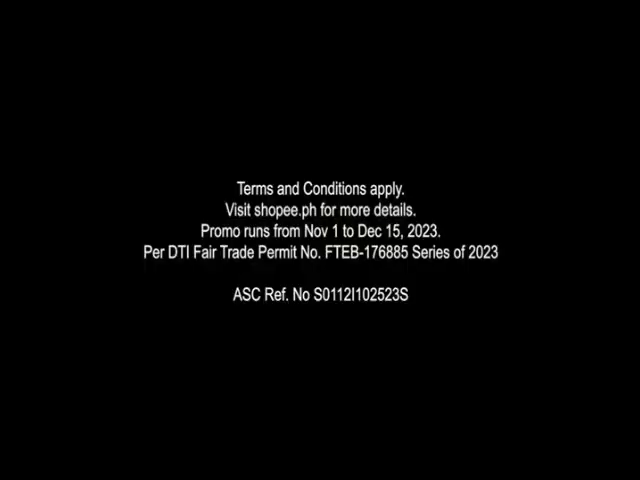 Terms and Conditions apply.
Visit shopee.ph for more details.
Promo runs from Nov 1 to Dec 15, 2023.
Per DTI Fair Trade Permit No. FTEB-176885 Series of 2023
ASC Ref. No S0112I102523S